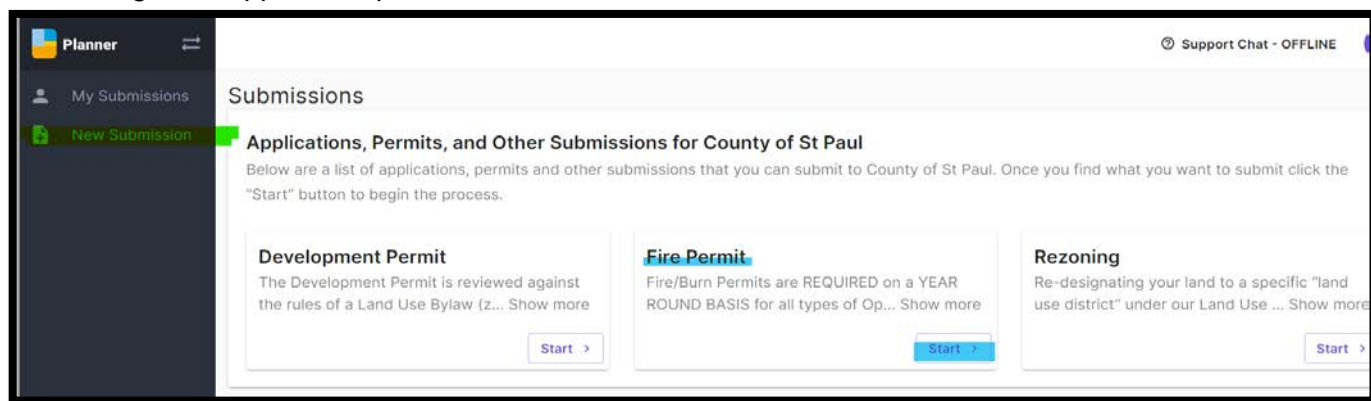 Planner
Support Chat - OFFLINE
My Submissions
New Submission
Submissions
Applications, Permits, and Other Submissions for County of St Paul
Below are a list of applications, permits and other submissions that you can submit to County of St Paul. Once you find what you want to submit click the
"Start" button to begin the process.
Development Permit
The Development Permit is reviewed against
the rules of a Land Use Bylaw (z... Show more
Start >
Fire Permit
Fire/Burn Permits are REQUIRED on a YEAR
ROUND BASIS for all types of Op... Show more
Start >
Rezoning
Re-designating your land to a specific "land
use district" under our Land Use ... Show more
Start >